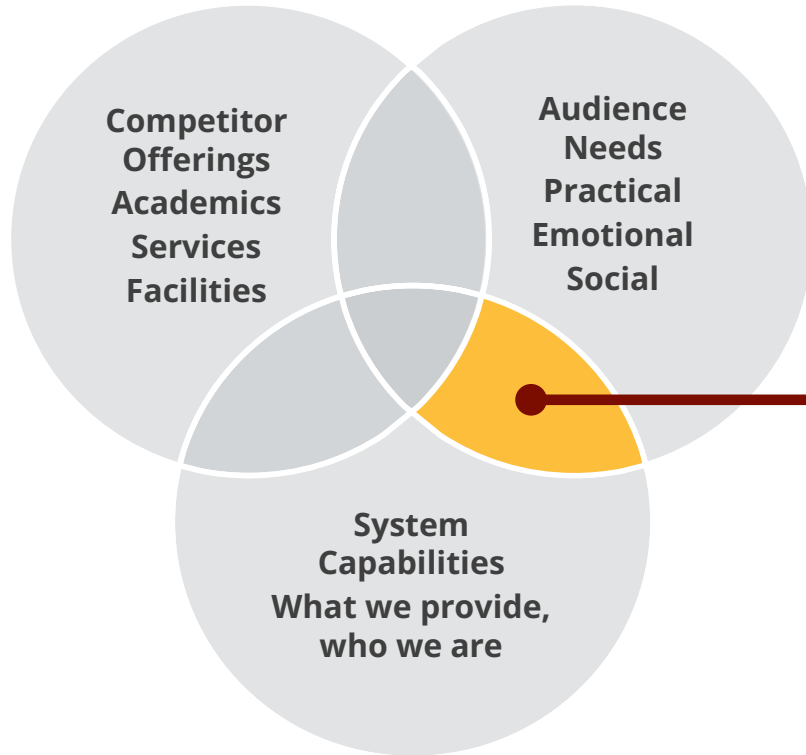 Competitor
Offerings
Academics
Services
Facilities
Audience
Needs
Practical
Emotional
Social
System
Capabilities
What we provide,
who we are